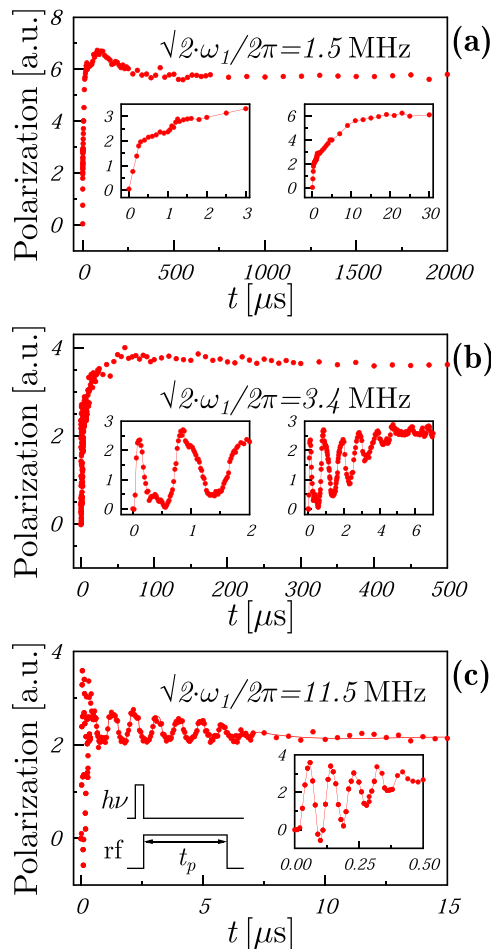 (a)
√2·ω₁/2π=1.5 MHz
Polarization [a.u.]
8
6
4
2
0
3
2
1
0
0 1 2 3
6
4
2
0
0 10 20 30
0 500 1000 1500 2000
t [μs]
(b)
√2·ω₁/2π=3.4 MHz
Polarization [a.u.]
4
2
0
2
1
0
0 1 2
3
2
1
0
0 2 4 6
0 100 200 300 400 500
t [μs]
(c)
√2·ω₁/2π=11.5 MHz
Polarization [a.u.]
4
2
0
hν
rf
tₚ
4
2
0
0.00 0.25 0.50
0 5 10 15
t [μs]